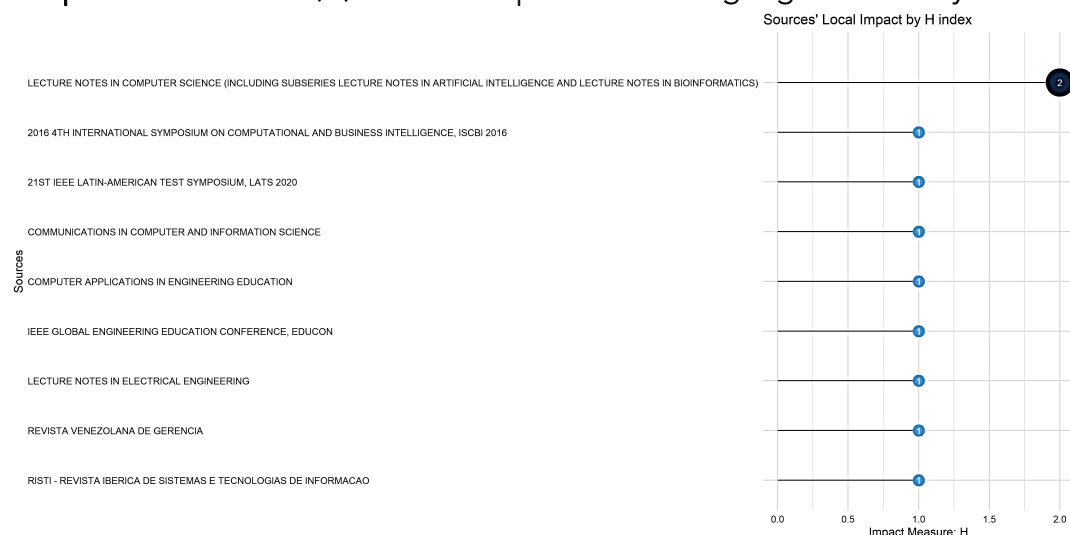 Sources' Local Impact by H index
LECTURE NOTES IN COMPUTER SCIENCE (INCLUDING SUBSERIES LECTURE NOTES IN ARTIFICIAL INTELLIGENCE AND LECTURE NOTES IN BIOINFORMATICS)
2
2016 4TH INTERNATIONAL SYMPOSIUM ON COMPUTATIONAL AND BUSINESS INTELLIGENCE, ISCBI 2016
1
21ST IEEE LATIN-AMERICAN TEST SYMPOSIUM, LATS 2020
1
COMMUNICATIONS IN COMPUTER AND INFORMATION SCIENCE
1
Sources
COMPUTER APPLICATIONS IN ENGINEERING EDUCATION
1
IEEE GLOBAL ENGINEERING EDUCATION CONFERENCE, EDUCON
1
LECTURE NOTES IN ELECTRICAL ENGINEERING
1
REVISTA VENEZOLANA DE GERENCIA
1
RISTI - REVISTA IBERICA DE SISTEMAS E TECNOLOGIAS DE INFORMACAO
1
0.0 0.5 1.0 1.5 2.0
Impact Measure: H